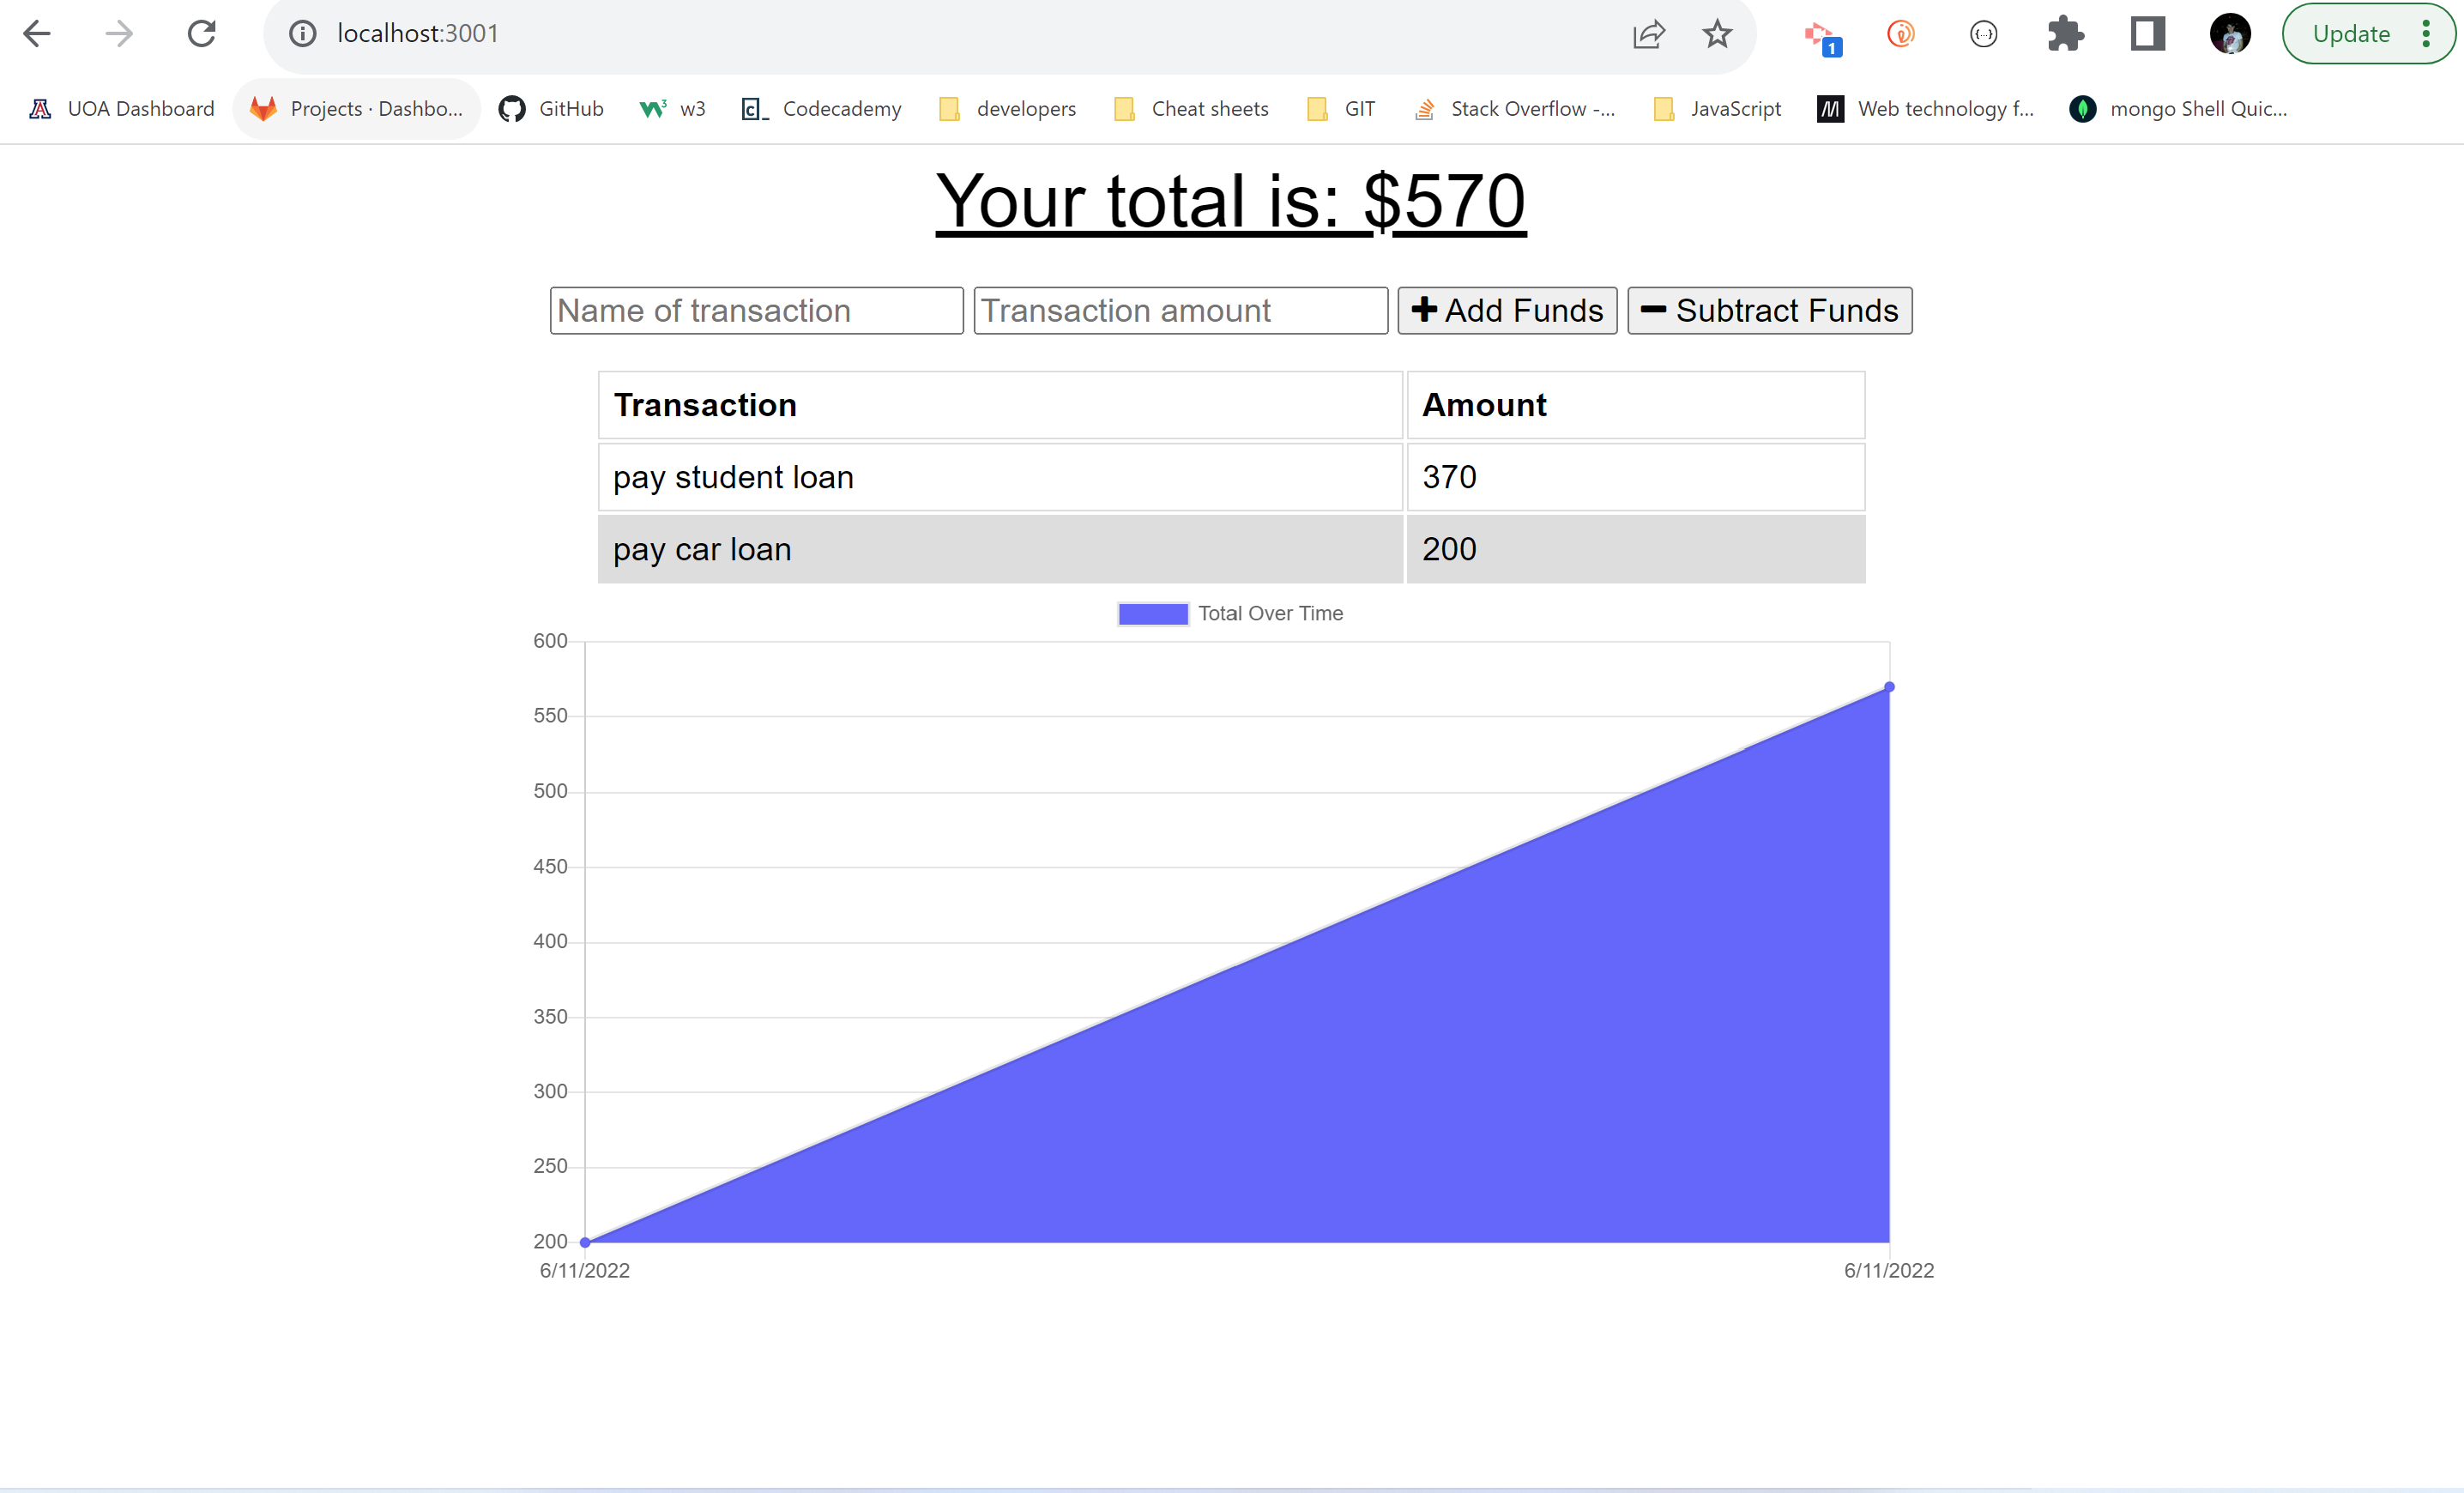 localhost:3001
1
{...}
Update
UOA Dashboard Projects · Dashbo... GitHub w3 Codecademy developers Cheat sheets GIT Stack Overflow -... JavaScript Web technology f... mongo Shell Quic...
Your total is: $570
Name of transaction Transaction amount Add Funds Subtract Funds
Transaction Amount
pay student loan 370
pay car loan 200
Total Over Time
600
550
500
450
400
350
300
250
200
6/11/2022 6/11/2022